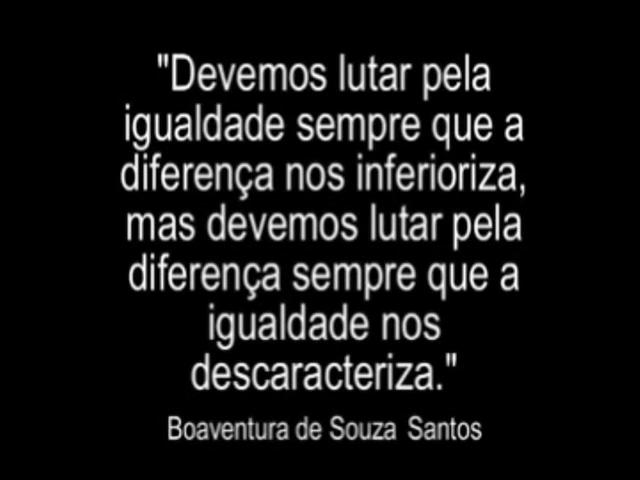 "Devemos lutar pela
igualdade sempre que a
diferença nos inferioriza,
mas devemos lutar pela
diferença sempre que a
igualdade nos
descaracteriza."
Boaventura de Souza Santos